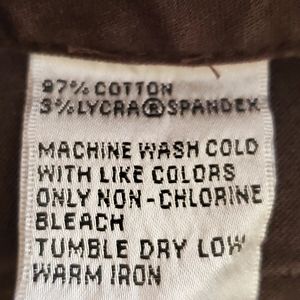 97% COTTON
3% LYCRA®SPANDEX
MACHINE WASH COLD
WITH LIKE COLORS
ONLY NON-CHLORINE
BLEACH
TUMBLE DRY LOW
WARM IRON